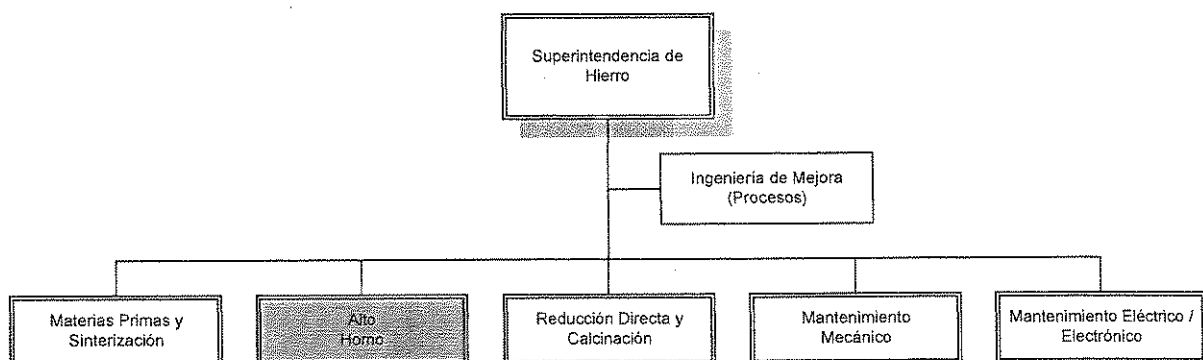 Superintendencia de
Hierro
Ingeniería de Mejora
(Procesos)
Materias Primas y
Sinterización
Alto
Horno
Reducción Directa y
Calcinación
Mantenimiento
Mecánico
Mantenimiento Eléctrico /
Electrónico